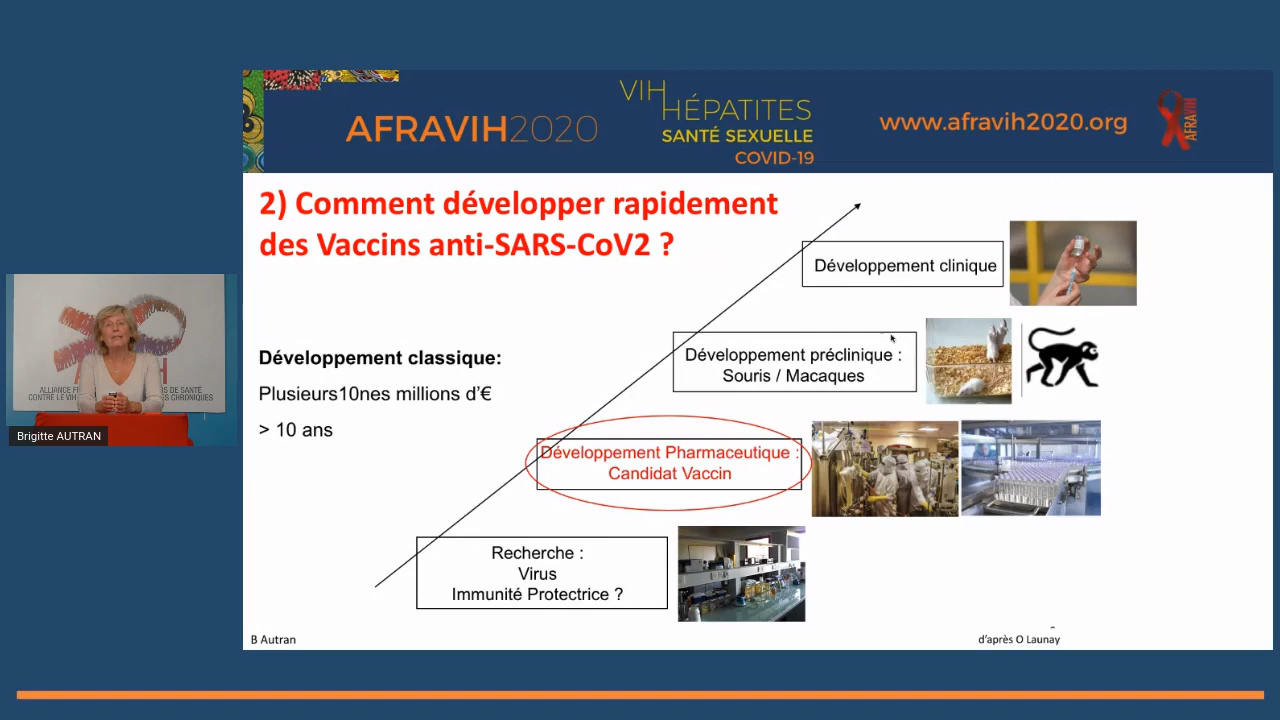 AFRAVIH2020
VIH
HÉPATITES
SANTÉ SEXUELLE
COVID-19
www.afravih2020.org
AFRAVIH
2) Comment développer rapidement
des Vaccins anti-SARS-CoV2 ?
Développement clinique
Développement préclinique :
Souris / Macaques
Développement classique:
Plusieurs10nes millions d'€
> 10 ans
Développement Pharmaceutique :
Candidat Vaccin
Recherche :
Virus
Immunité Protectrice ?
B Autran
d'après O Launay
Brigitte AUTRAN